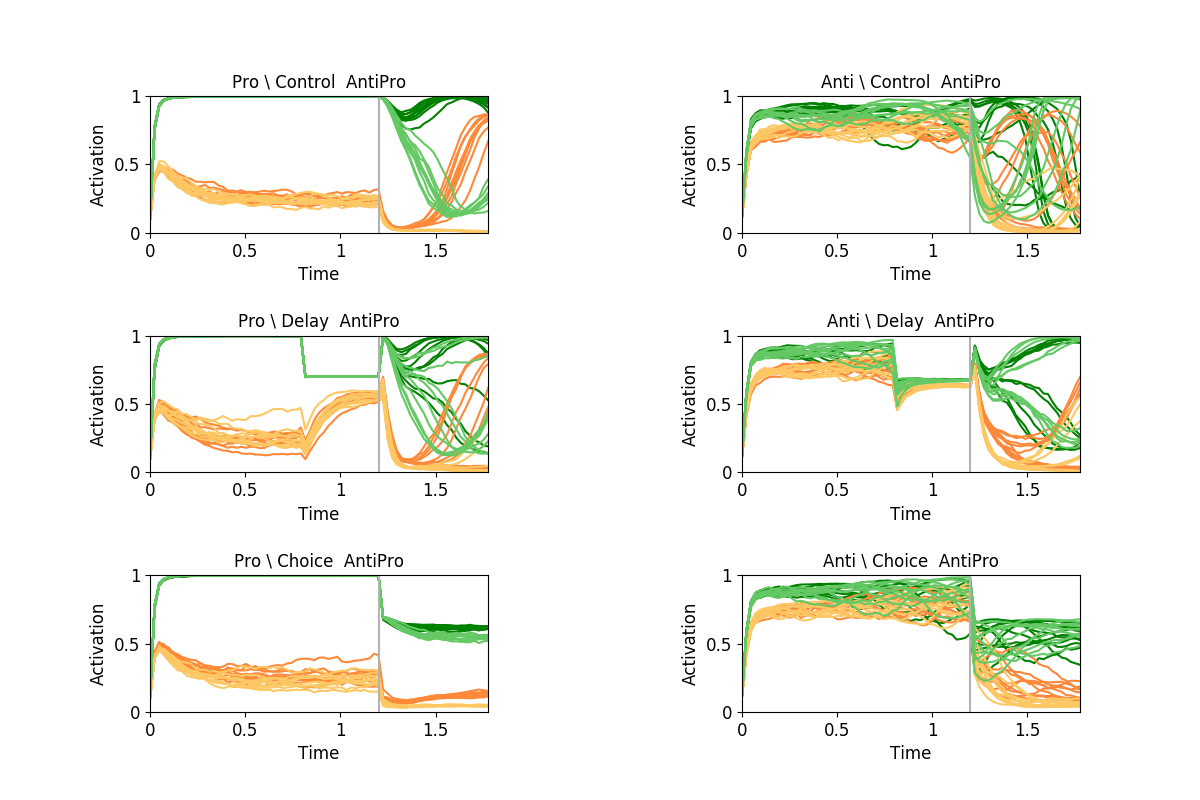 Pro \ Control  AntiPro
Activation
1
0.5
0
0
0.5
1
1.5
Time
Anti \ Control  AntiPro
Activation
1
0.5
0
0
0.5
1
1.5
Time
Pro \ Delay  AntiPro
Activation
1
0.5
0
0
0.5
1
1.5
Time
Anti \ Delay  AntiPro
Activation
1
0.5
0
0
0.5
1
1.5
Time
Pro \ Choice  AntiPro
Activation
1
0.5
0
0
0.5
1
1.5
Time
Anti \ Choice  AntiPro
Activation
1
0.5
0
0
0.5
1
1.5
Time